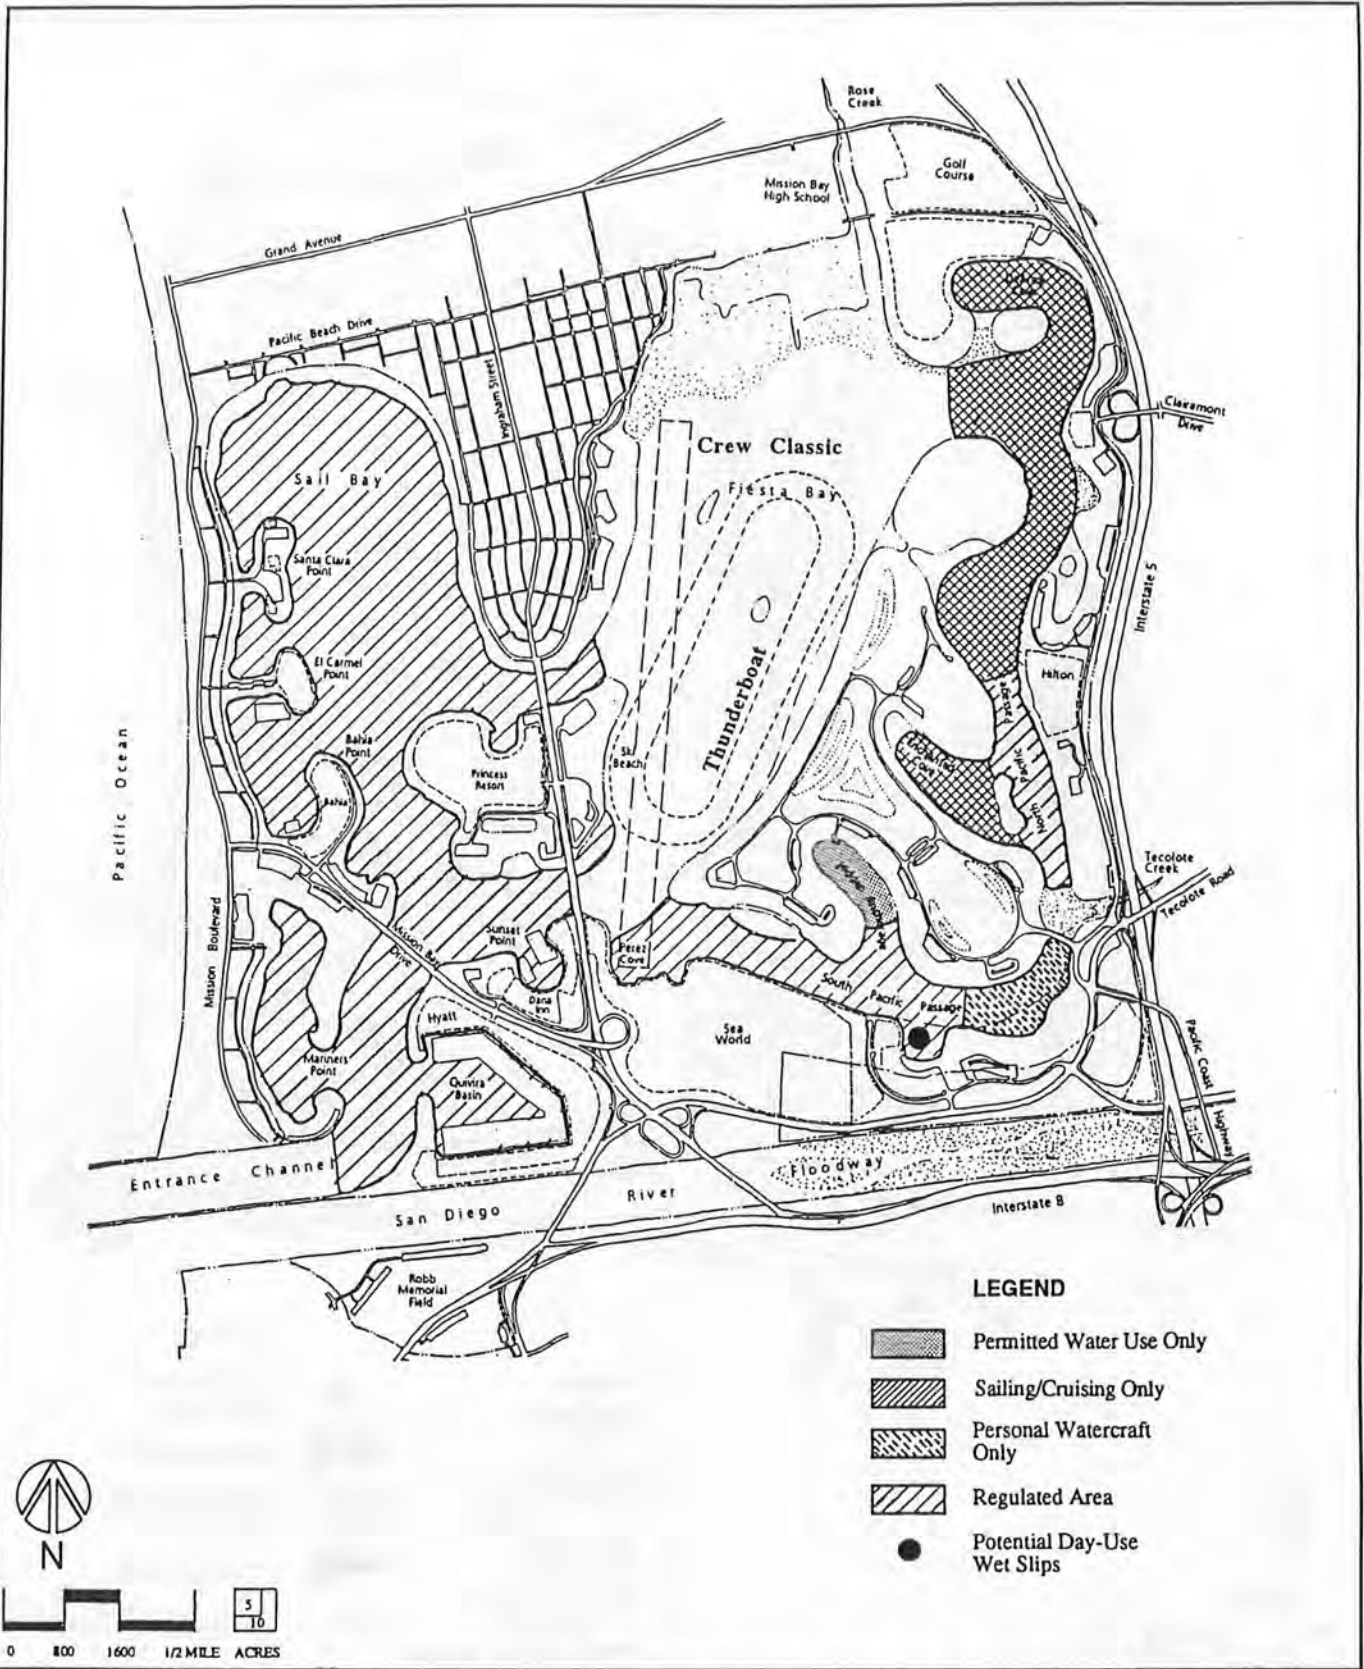 Rose
Creek
Golf
Course
Mission Bay
High School
Grand Avenue
Pacific Beach Drive
Ingraham Street
Clairamont
Drive
Crew Classic
Sail Bay
Fiesta Bay
Santa Clara
Point
Interstate 5
El Carmel
Point
Hilton
Thunderboat
Pacific Ocean
Bahia
Point
Bahia
Princess
Resort
Ski
Beach
Enchanted
Cove
North
Pacific
Passage
Tecolote
Creek
Tecolote Road
Mission Boulevard
Mission Bay
Drive
Sunset
Point
Perez
Cove
Cove
South Pacific Passage
Dana
Inn
Hyatt
Sea
World
Mariners
Point
Quivira
Basin
Pacific Coast
Highway
Entrance Channel
Floodway
San Diego River
Interstate 8
Robb
Memorial
Field
LEGEND
Permitted Water Use Only
Sailing/Cruising Only
Personal Watercraft
Only
Regulated Area
Potential Day-Use
Wet Slips
N
5
10
0 800 1600 1/2 MILE ACRES